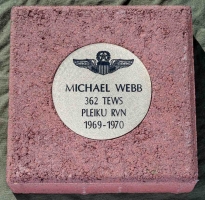 MICHAEL WEBB
362 TEWS
PLEIKU RVN
1969-1970